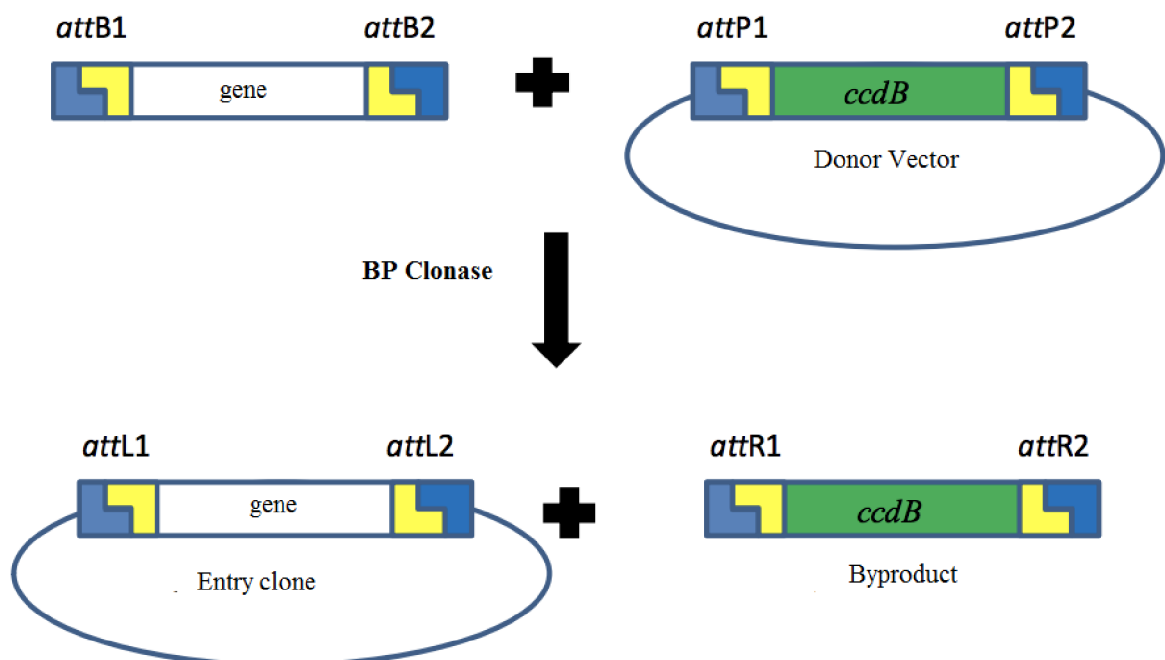 attB1
attB2
attP1
attP2
gene
ccdB
Donor Vector
BP Clonase
attL1
attL2
attR1
attR2
gene
ccdB
Entry clone
Byproduct